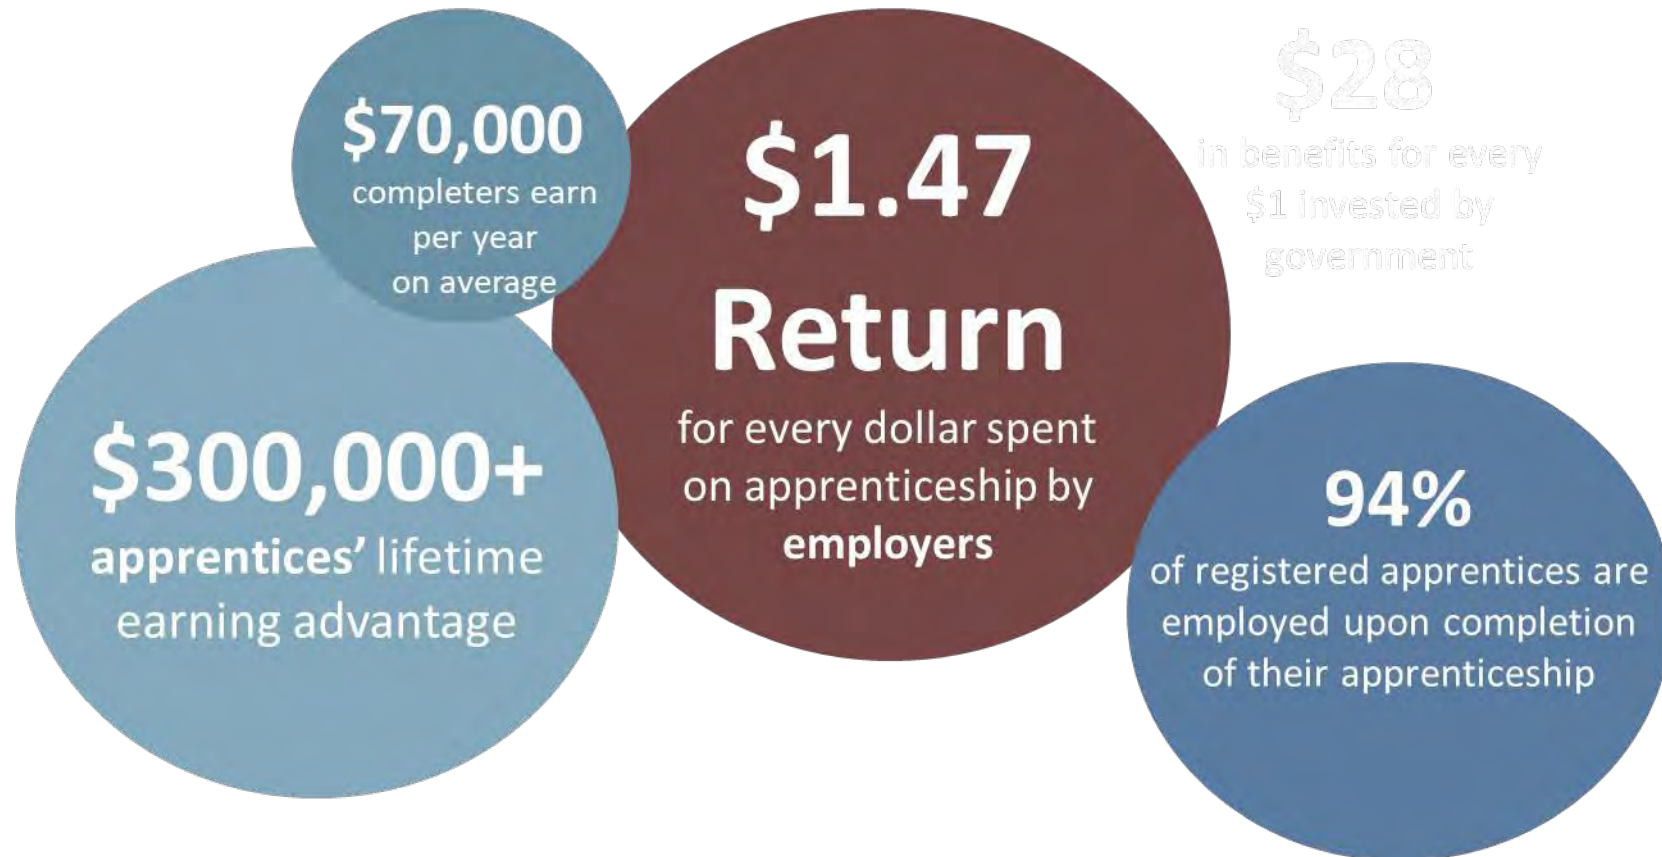 $70,000
completers earn
per year
on average
$300,000+
apprentices’ lifetime
earning advantage
$1.47
Return
for every dollar spent
on apprenticeship by
employers
$28
in benefits for every
$1 invested by
government
94%
of registered apprentices are
employed upon completion
of their apprenticeship